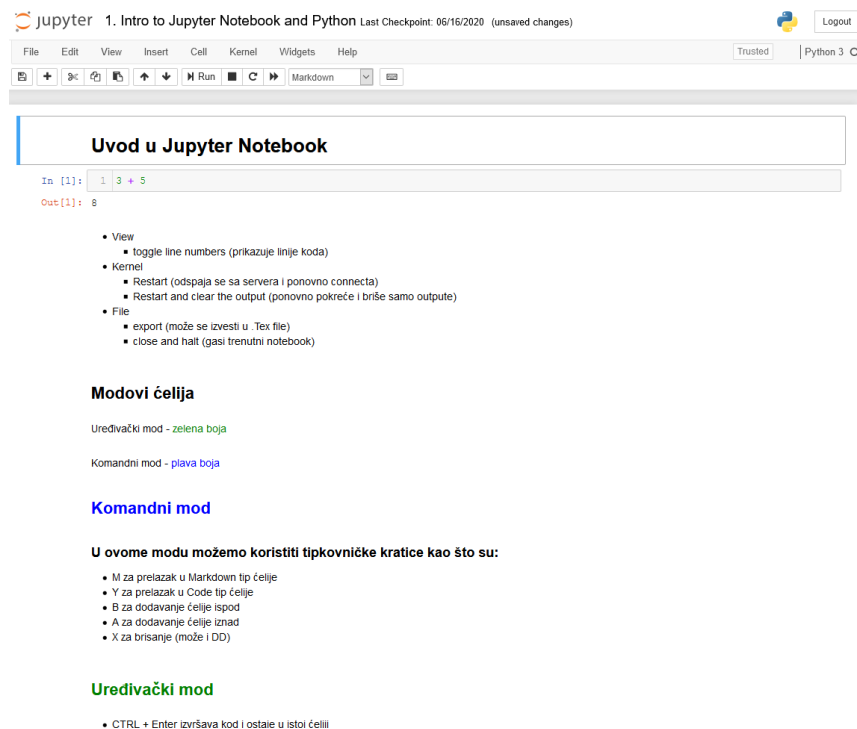 jupyter 1. Intro to Jupyter Notebook and Python Last Checkpoint: 06/16/2020 (unsaved changes)
Logout
File Edit View Insert Cell Kernel Widgets Help
Trusted
Python 3
Run
Markdown
Uvod u Jupyter Notebook
In [1]: 1 3 + 5
Out[1]: 8
View
toggle line numbers (prikazuje linije koda)
Kernel
Restart (odspaja se sa servera i ponovno connecta)
Restart and clear the output (ponovno pokreće i briše samo outpute)
File
export (može se izvesti u .Tex file)
close and halt (gasi trenutni notebook)
Modovi ćelija
Uređivački mod - zelena boja
Komandni mod - plava boja
Komandni mod
U ovome modu možemo koristiti tipkovničke kratice kao što su:
M za prelazak u Markdown tip ćelije
Y za prelazak u Code tip ćelije
B za dodavanje ćelije ispod
A za dodavanje ćelije iznad
X za brisanje (može i DD)
Uređivački mod
CTRL + Enter izvršava kod i ostaje u istoj ćeliji